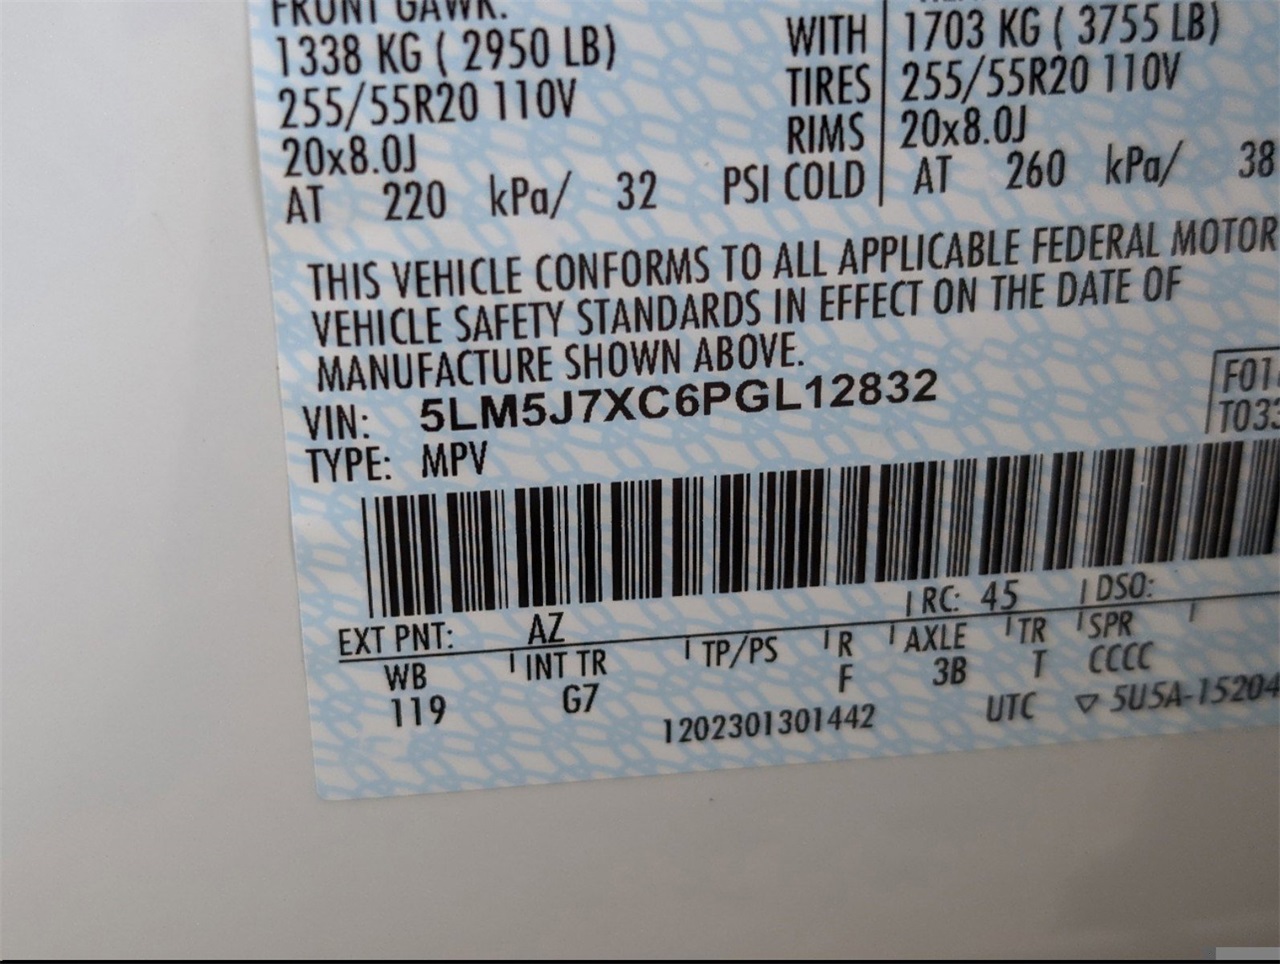 FRONT GAWR:
1338 KG ( 2950 LB) WITH 1703 KG ( 3755 LB)
255/55R20 110V TIRES 255/55R20 110V
20x8.0J RIMS 20x8.0J
AT 220 kPa/ 32 PSI COLD AT 260 kPa/ 38
THIS VEHICLE CONFORMS TO ALL APPLICABLE FEDERAL MOTOR
VEHICLE SAFETY STANDARDS IN EFFECT ON THE DATE OF
MANUFACTURE SHOWN ABOVE.
VIN: 5LM5J7XC6PGL12832
TYPE: MPV
EXT PNT: AZ RC: 45 DSO:
WB INT TR TP/PS R AXLE TR SPR
119 G7 F 3B T CCCC
1202301301442 UTC ▽ 5U5A-15204